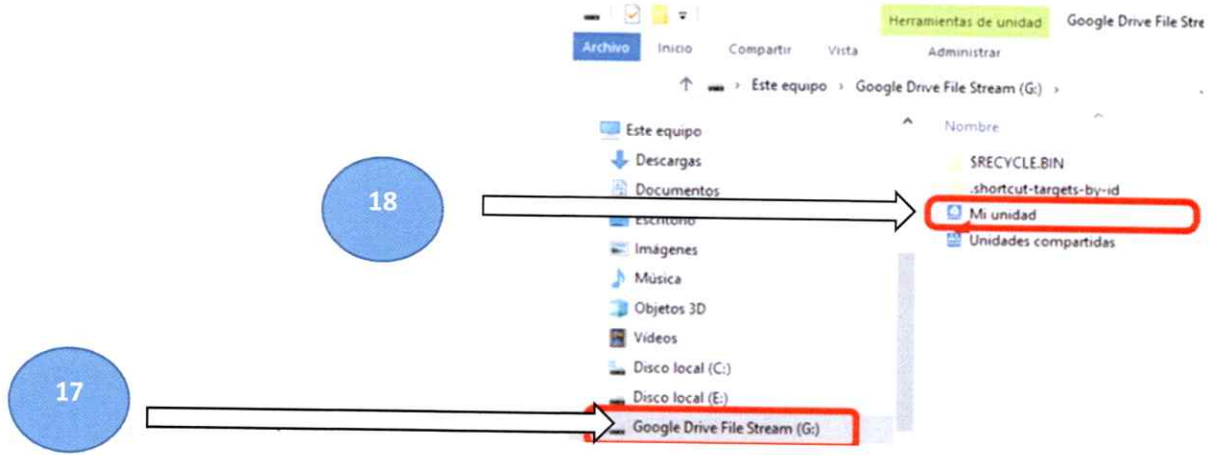 Herramientas de unidad Google Drive File Stre
Archivo Inicio Compartir Vista Administrar
Este equipo › Google Drive File Stream (G:) ›
Este equipo
Descargas
Documentos
Escritorio
Imágenes
Música
Objetos 3D
Vídeos
Disco local (C:)
Disco local (E:)
Google Drive File Stream (G:)
Nombre
$RECYCLE.BIN
.shortcut-targets-by-id
Mi unidad
Unidades compartidas
18
17